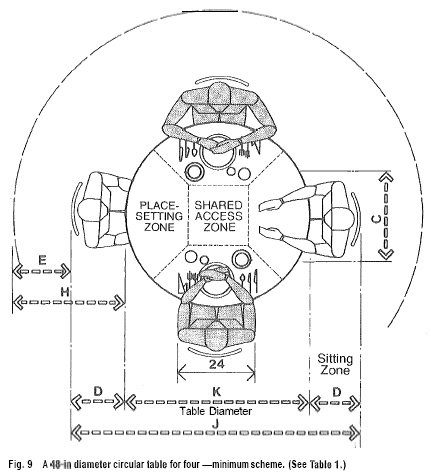 PLACE-
SETTING
ZONE
SHARED
ACCESS
ZONE
C
E
H
24
Sitting
Zone
D
K
D
Table Diameter
J
Fig. 9 A 48-in diameter circular table for four —minimum scheme. (See Table 1.)